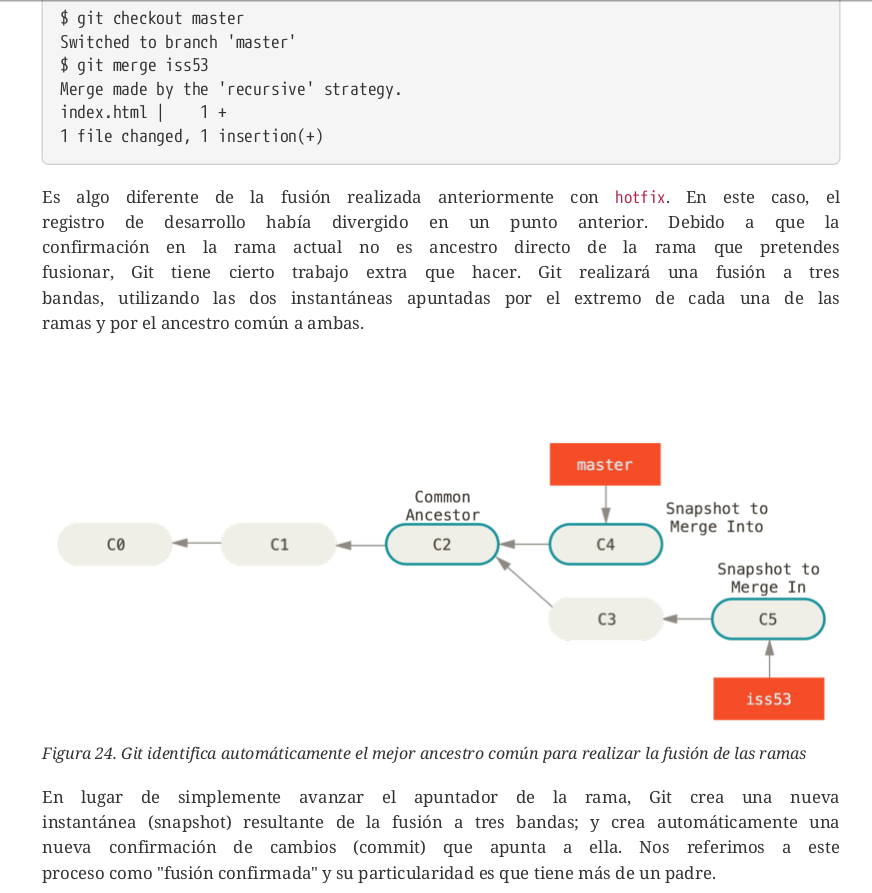 $ git checkout master
Switched to branch 'master'
$ git merge iss53
Merge made by the 'recursive' strategy.
index.html |    1 +
1 file changed, 1 insertion(+)
Es algo diferente de la fusión realizada anteriormente con hotfix. En este caso, el
registro de desarrollo había divergido en un punto anterior. Debido a que la
confirmación en la rama actual no es ancestro directo de la rama que pretendes
fusionar, Git tiene cierto trabajo extra que hacer. Git realizará una fusión a tres
bandas, utilizando las dos instantáneas apuntadas por el extremo de cada una de las
ramas y por el ancestro común a ambas.
master
Common
Ancestor
Snapshot to
Merge Into
C0
C1
C2
C4
Snapshot to
Merge In
C3
C5
iss53
Figura 24. Git identifica automáticamente el mejor ancestro común para realizar la fusión de las ramas
En lugar de simplemente avanzar el apuntador de la rama, Git crea una nueva
instantánea (snapshot) resultante de la fusión a tres bandas; y crea automáticamente una
nueva confirmación de cambios (commit) que apunta a ella. Nos referimos a este
proceso como "fusión confirmada" y su particularidad es que tiene más de un padre.